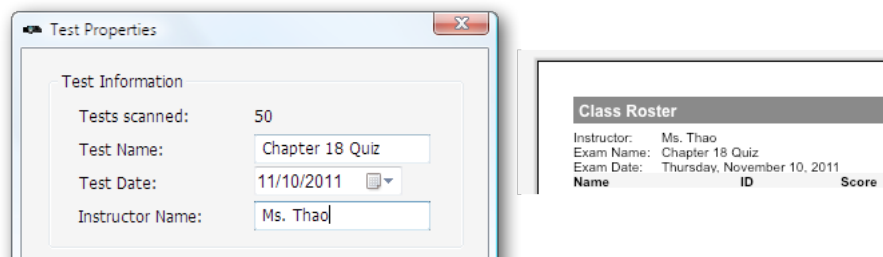 Test Properties
Test Information
Tests scanned: 50
Test Name: Chapter 18 Quiz
Test Date: 11/10/2011
Instructor Name: Ms. Thao
Class Roster
Instructor: Ms. Thao
Exam Name: Chapter 18 Quiz
Exam Date: Thursday, November 10, 2011
Name ID Score